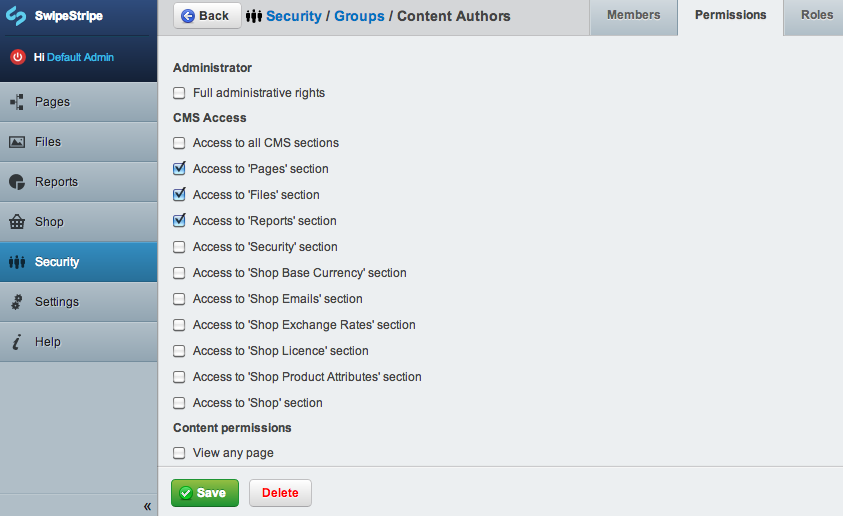 SwipeStripe
Back Security / Groups / Content Authors Members Permissions Roles
Hi Default Admin
Pages
Files
Reports
Shop
Security
Settings
Help
«
Administrator
Full administrative rights
CMS Access
Access to all CMS sections
Access to 'Pages' section
Access to 'Files' section
Access to 'Reports' section
Access to 'Security' section
Access to 'Shop Base Currency' section
Access to 'Shop Emails' section
Access to 'Shop Exchange Rates' section
Access to 'Shop Licence' section
Access to 'Shop Product Attributes' section
Access to 'Shop' section
Content permissions
View any page
Save Delete